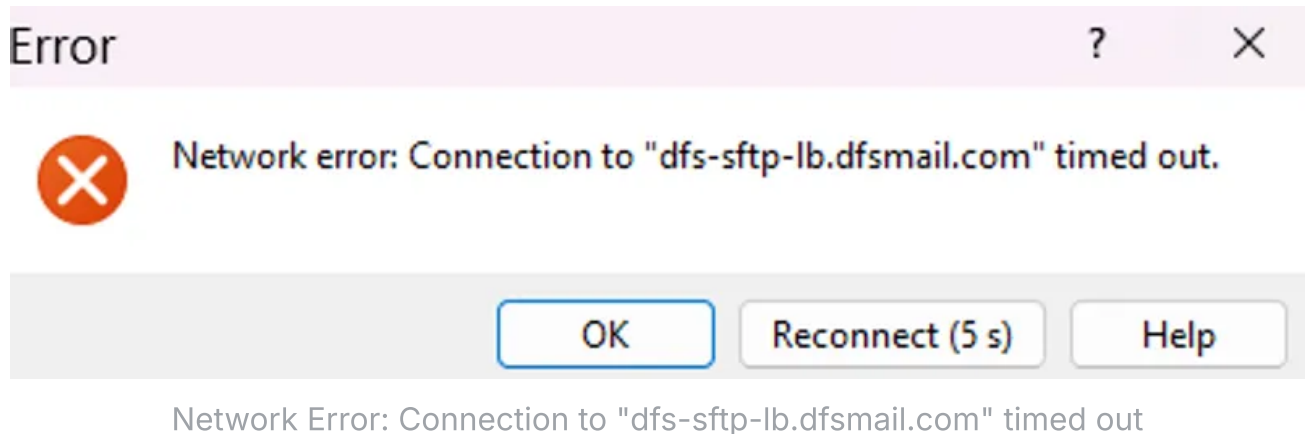 Error ? ×
Network error: Connection to "dfs-sftp-lb.dfsmail.com" timed out.
OK Reconnect (5 s) Help
Network Error: Connection to "dfs-sftp-lb.dfsmail.com" timed out